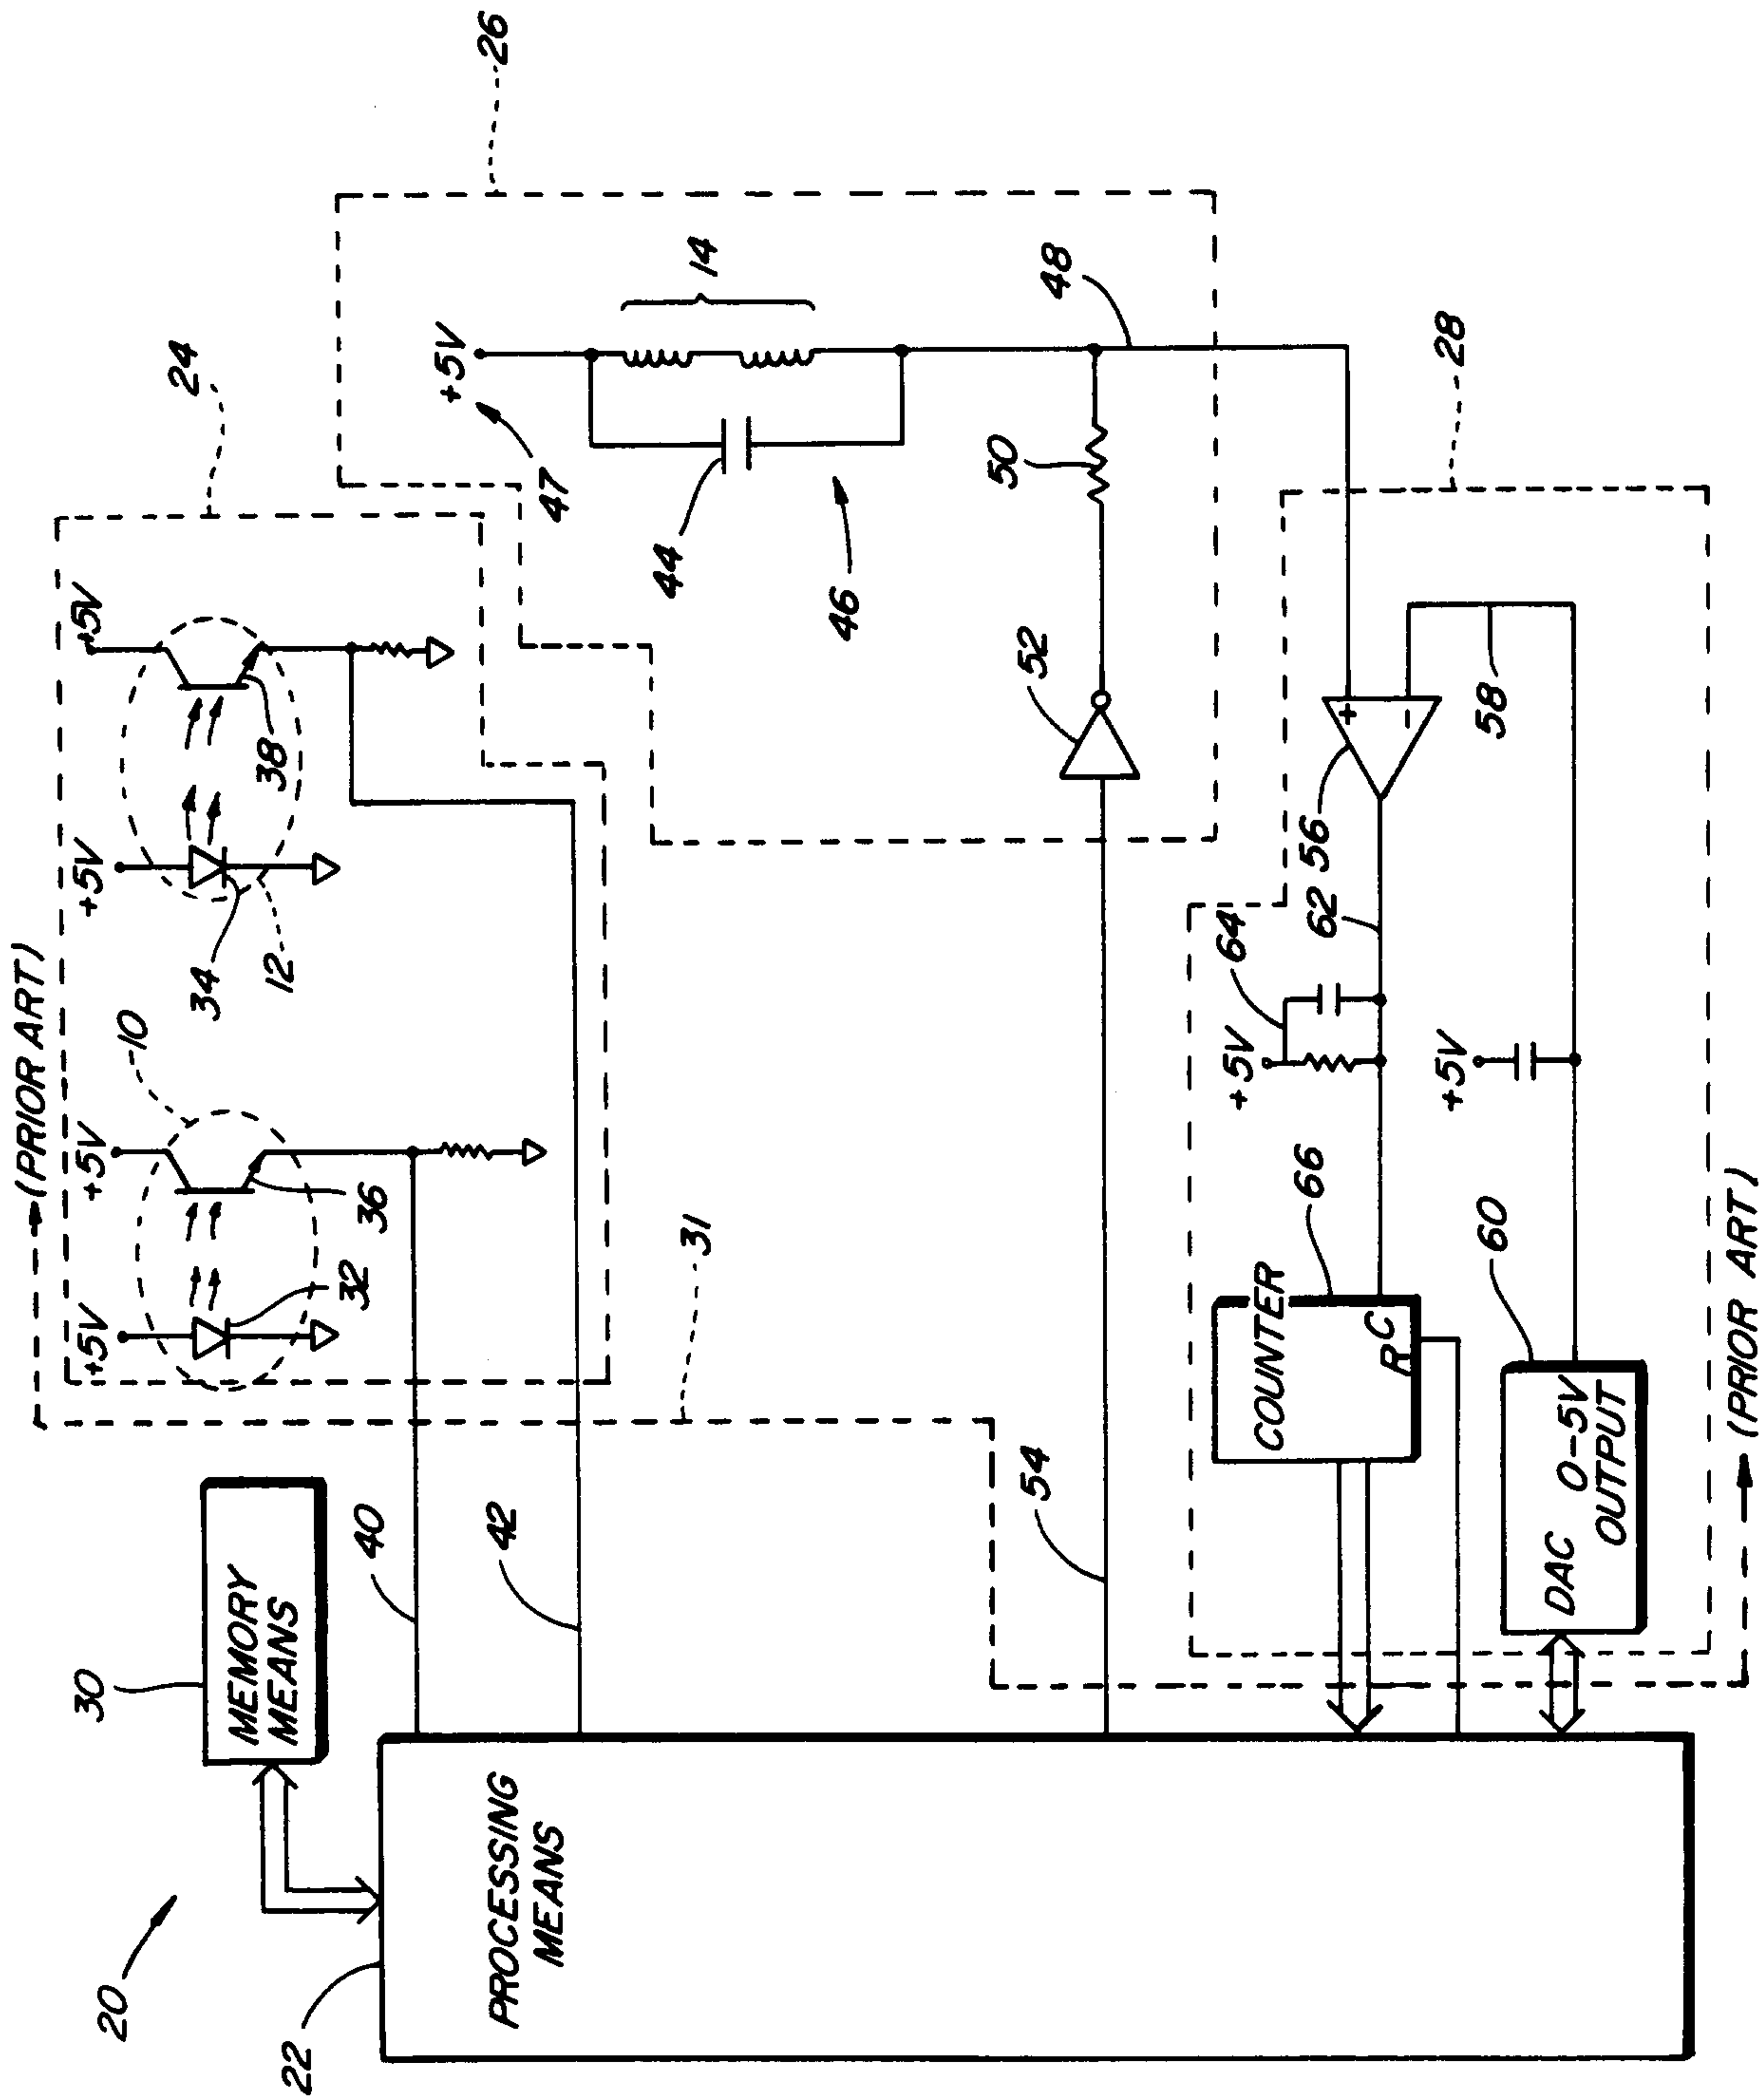 20
22
30
MEMORY
MEANS
PROCESSING
MEANS
40
42
54
31
(PRIOR ART)
24
+5V
32
10
+5V
36
+5V
34
12
+5V
38
26
+5V
47
14
44
46
48
50
52
28
56
58
+
−
62
64
+5V
+5V
66
COUNTER
C
R
60
DAC
0-5V
OUTPUT
(PRIOR ART)